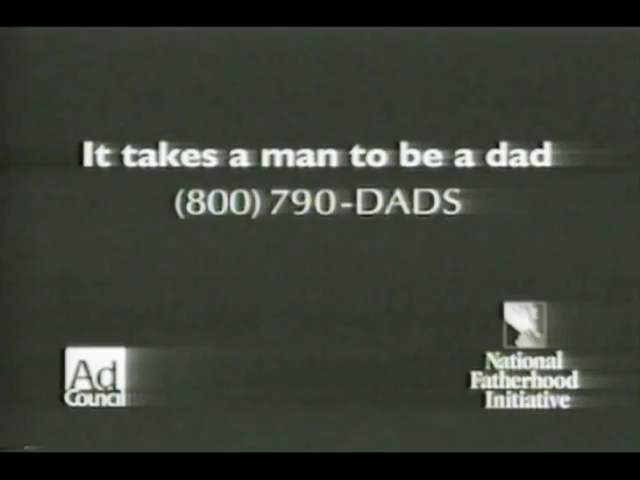 It takes a man to be a dad
(800) 790-DADS
Ad
Council
National
Fatherhood
Initiative